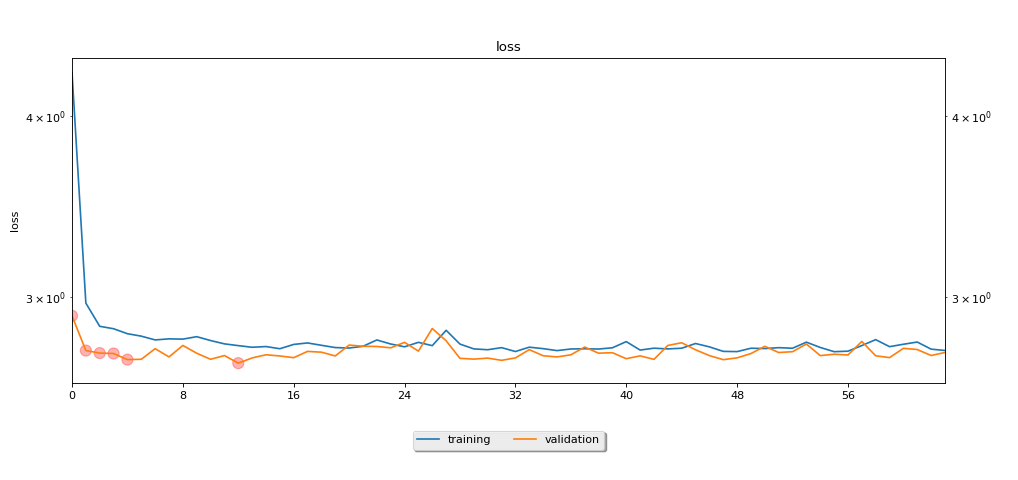 loss
4 × 10⁰
4 × 10⁰
loss
3 × 10⁰
3 × 10⁰
0 8 16 24 32 40 48 56
training validation